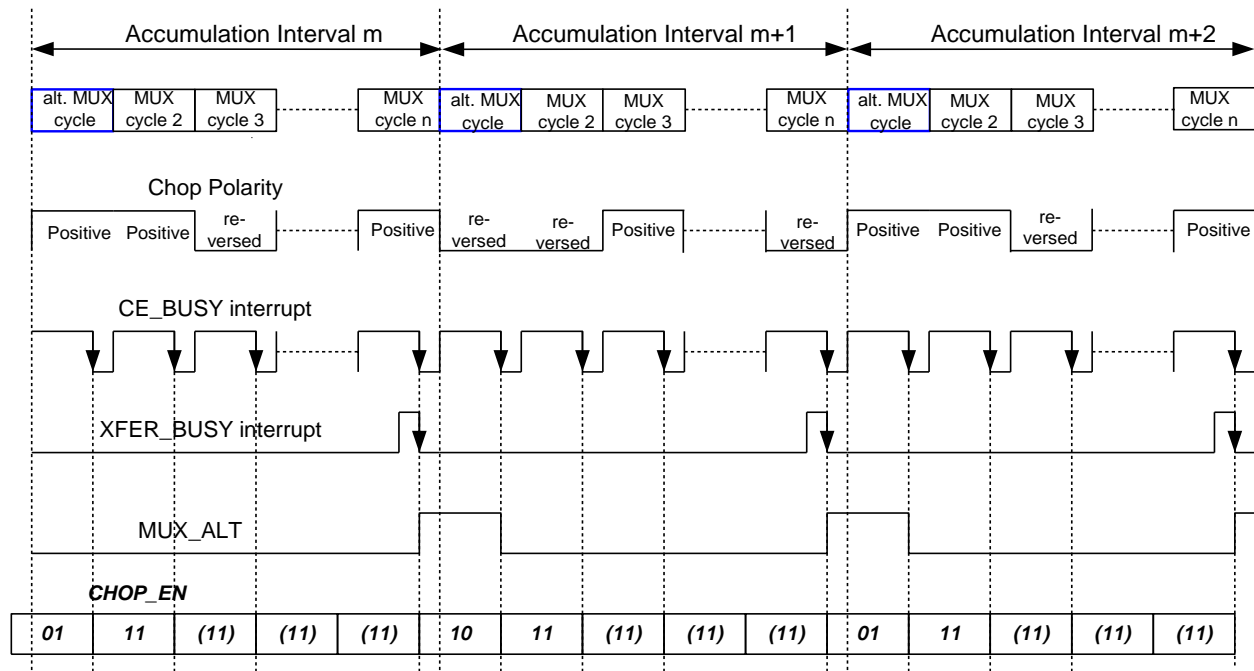 Accumulation Interval m
Accumulation Interval m+1
Accumulation Interval m+2
alt. MUX
cycle
MUX
cycle 2
MUX
cycle 3
MUX
cycle n
alt. MUX
cycle
MUX
cycle 2
MUX
cycle 3
MUX
cycle n
alt. MUX
cycle
MUX
cycle 2
MUX
cycle 3
MUX
cycle n
Chop Polarity
Positive
Positive
re-
versed
Positive
re-
versed
re-
versed
Positive
re-
versed
Positive
Positive
re-
versed
Positive
CE_BUSY interrupt
XFER_BUSY interrupt
MUX_ALT
CHOP_EN
01 11 (11) (11) (11) 10 11 (11) (11) (11) 01 11 (11) (11) (11)